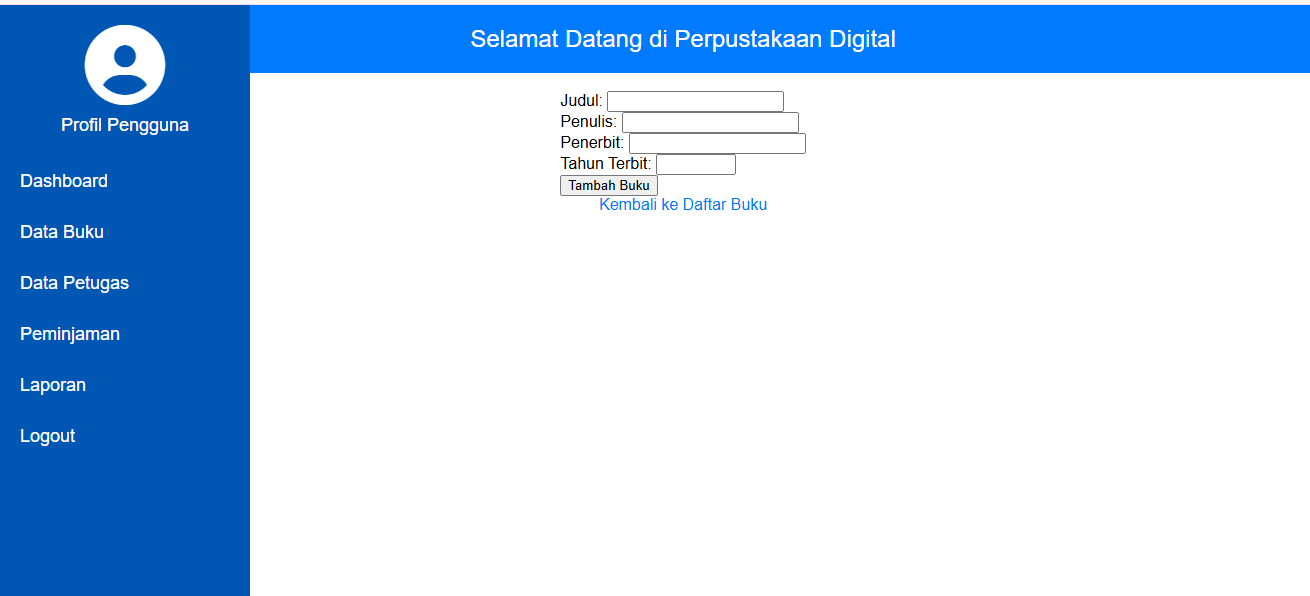 Selamat Datang di Perpustakaan Digital
Profil Pengguna
Dashboard
Data Buku
Data Petugas
Peminjaman
Laporan
Logout
Judul:
Penulis:
Penerbit:
Tahun Terbit:
Tambah Buku
Kembali ke Daftar Buku